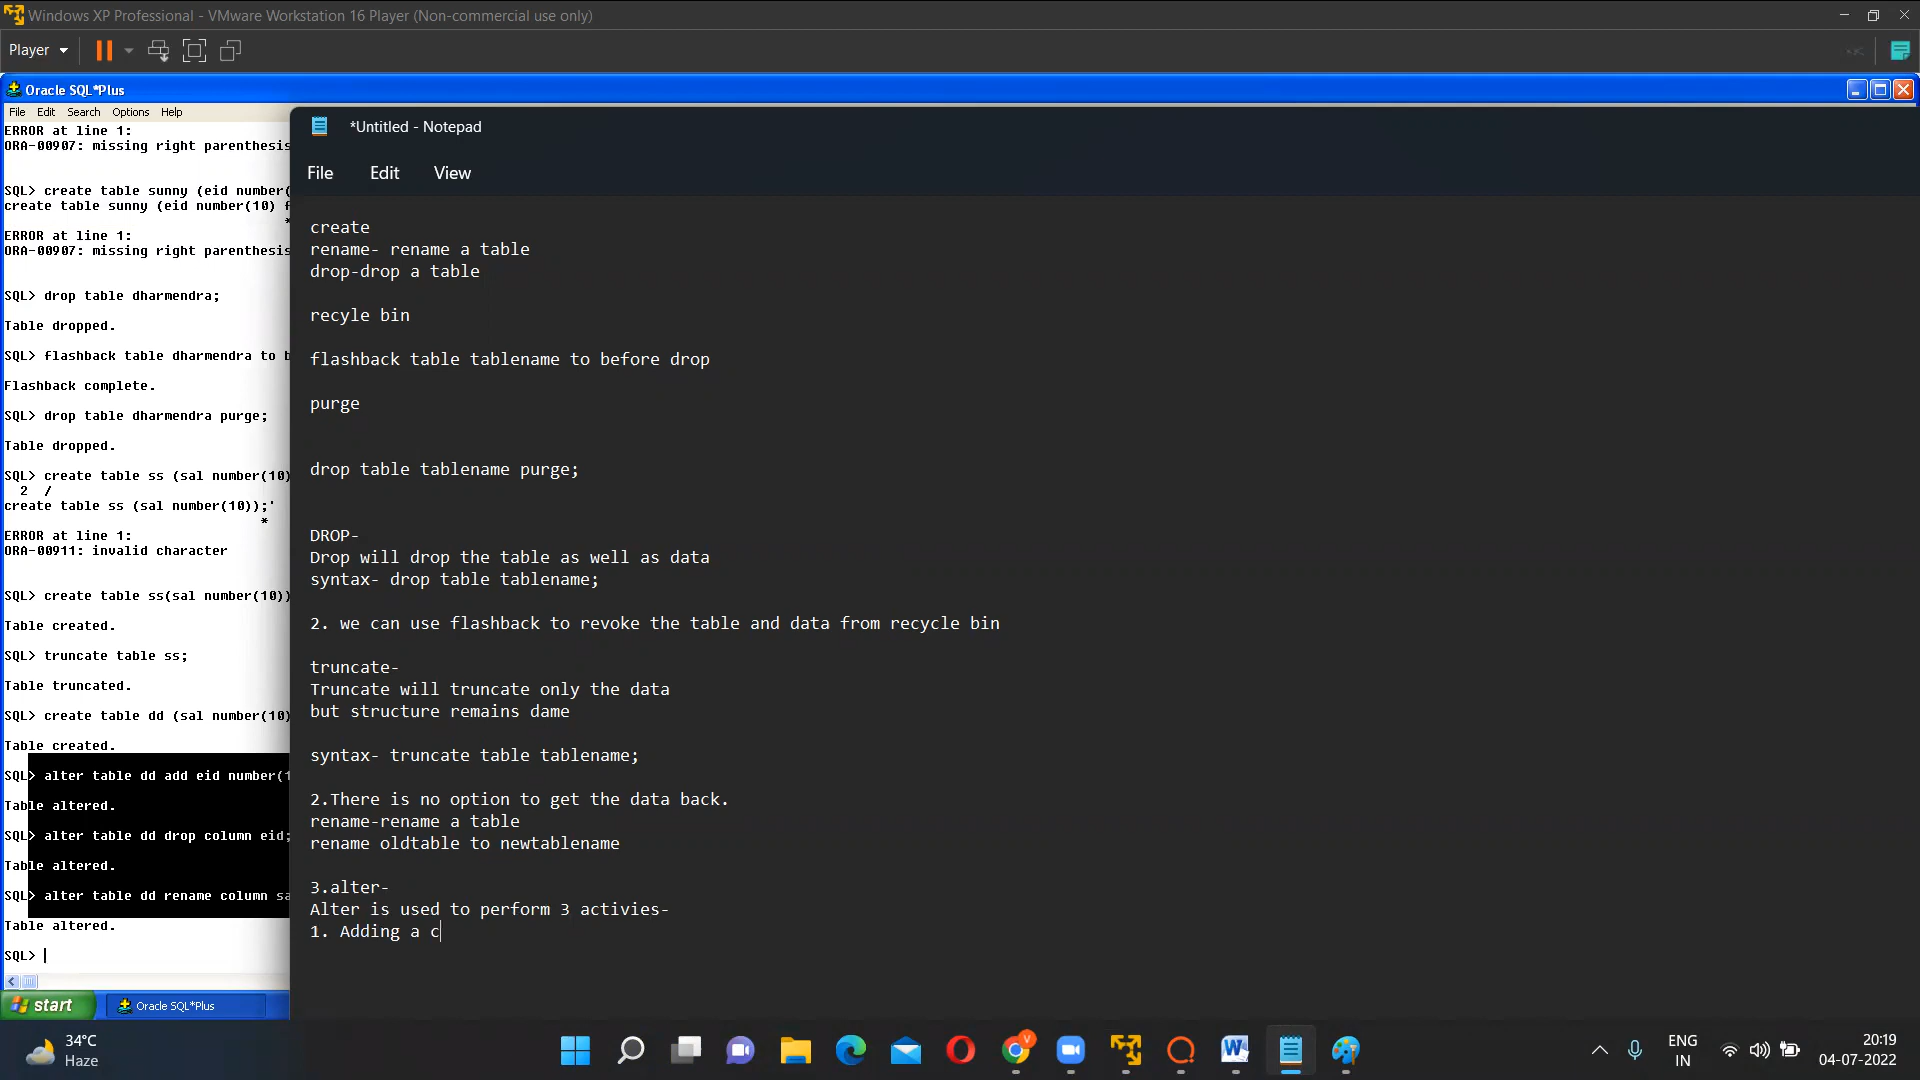 Windows XP Professional - VMware Workstation 16 Player (Non-commercial use only)
Player
Oracle SQL*Plus
File Edit Search Options Help
ERROR at line 1:
ORA-00907: missing right parenthesis
SQL> create table sunny (eid number(
create table sunny (eid number(10) f
*
ERROR at line 1:
ORA-00907: missing right parenthesis
SQL> drop table dharmendra;
Table dropped.
SQL> flashback table dharmendra to b
Flashback complete.
SQL> drop table dharmendra purge;
Table dropped.
SQL> create table ss (sal number(10)
2 /
create table ss (sal number(10));'
*
ERROR at line 1:
ORA-00911: invalid character
SQL> create table ss(sal number(10))
Table created.
SQL> truncate table ss;
Table truncated.
SQL> create table dd (sal number(10)
Table created.
SQL> alter table dd add eid number(1
Table altered.
SQL> alter table dd drop column eid;
Table altered.
SQL> alter table dd rename column sa
Table altered.
SQL>
*Untitled - Notepad
File Edit View
create
rename- rename a table
drop-drop a table
recyle bin
flashback table tablename to before drop
purge
drop table tablename purge;
DROP-
Drop will drop the table as well as data
syntax- drop table tablename;
2. we can use flashback to revoke the table and data from recycle bin
truncate-
Truncate will truncate only the data
but structure remains dame
syntax- truncate table tablename;
2.There is no option to get the data back.
rename-rename a table
rename oldtable to newtablename
3.alter-
Alter is used to perform 3 activies-
1. Adding a c
start
Oracle SQL*Plus
34°C
Haze
V
W
ENG
IN
20:19
04-07-2022